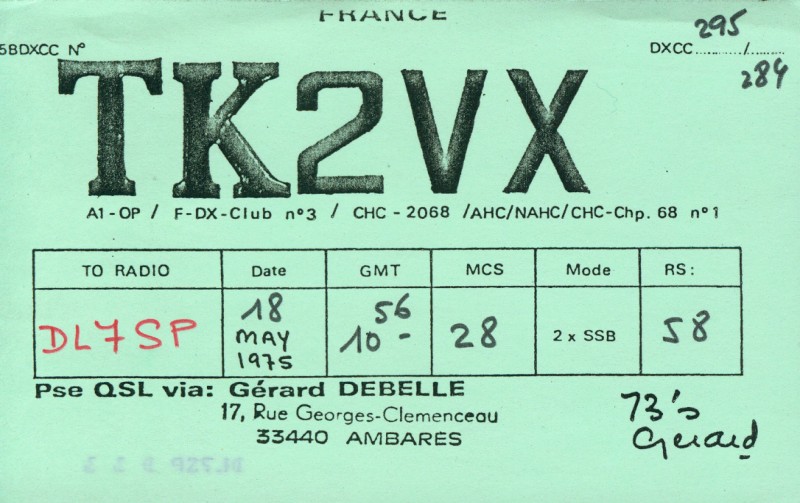 FRANCE
5BDXCC N° DXCC 295 / 284
TK2VX
A1-OP / F-DX-Club n°3 / CHC - 2068 /AHC/NAHC/CHC-Chp. 68 n°1
TO RADIO Date GMT MCS Mode RS:
DL7SP 18 MAY 1975 10 56 28 2 x SSB 58
Pse QSL via: Gérard DEBELLE
17, Rue Georges-Clemenceau
33440 AMBARES
73's
Gerard